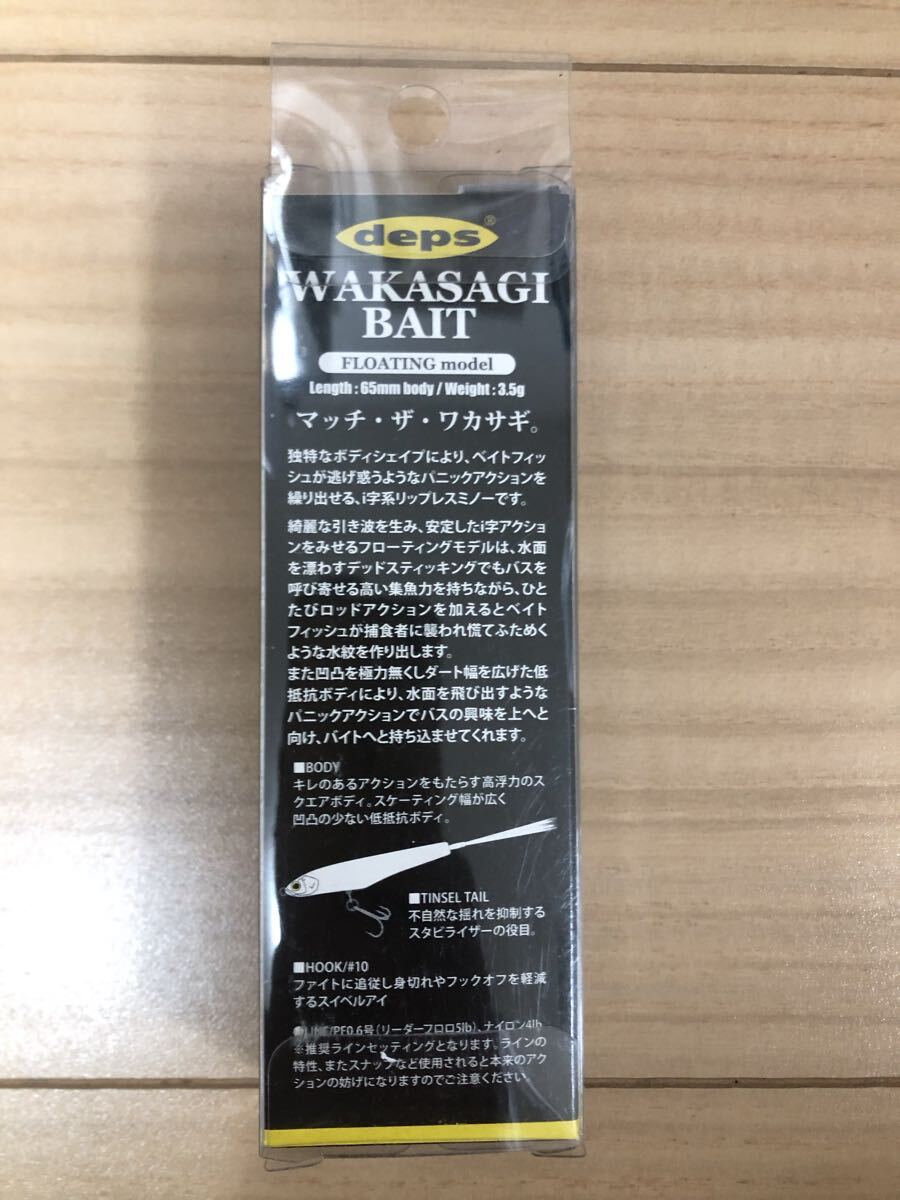 deps®
WAKASAGI
BAIT
FLOATING model
Length : 65mm body / Weight : 3.5g
マッチ・ザ・ワカサギ。
独特なボディシェイプにより、ベイトフィッ
シュが逃げ惑うようなパニックアクションを
繰り出せる、i字系リップレスミノーです。
綺麗な引き波を生み、安定したi字アクショ
ンをみせるフローティングモデルは、水面
を漂わすデッドスティッキングでもバスを
呼び寄せる高い集魚力を持ちながら、ひと
たびロッドアクションを加えるとベイト
フィッシュが捕食者に襲われ慌てふためく
ような水紋を作り出します。
また凹凸を極力無くしダート幅を広げた低
抵抗ボディにより、水面を飛び出すような
パニックアクションでバスの興味を上へと
向け、バイトへと持ち込ませてくれます。
■BODY
キレのあるアクションをもたらす高浮力のス
クエアボディ。スケーティング幅が広く
凹凸の少ない低抵抗ボディ。
■TINSEL TAIL
不自然な揺れを抑制する
スタビライザーの役目。
■HOOK/#10
ファイトに追従し身切れやフックオフを軽減
するスイベルアイ
●LINE/PE0.6号(リーダーフロロ5lb)、ナイロン4lb
※推奨ラインセッティングとなります。ラインの
特性、またスナップなど使用されると本来のアク
ションの妨げになりますのでご注意ください。